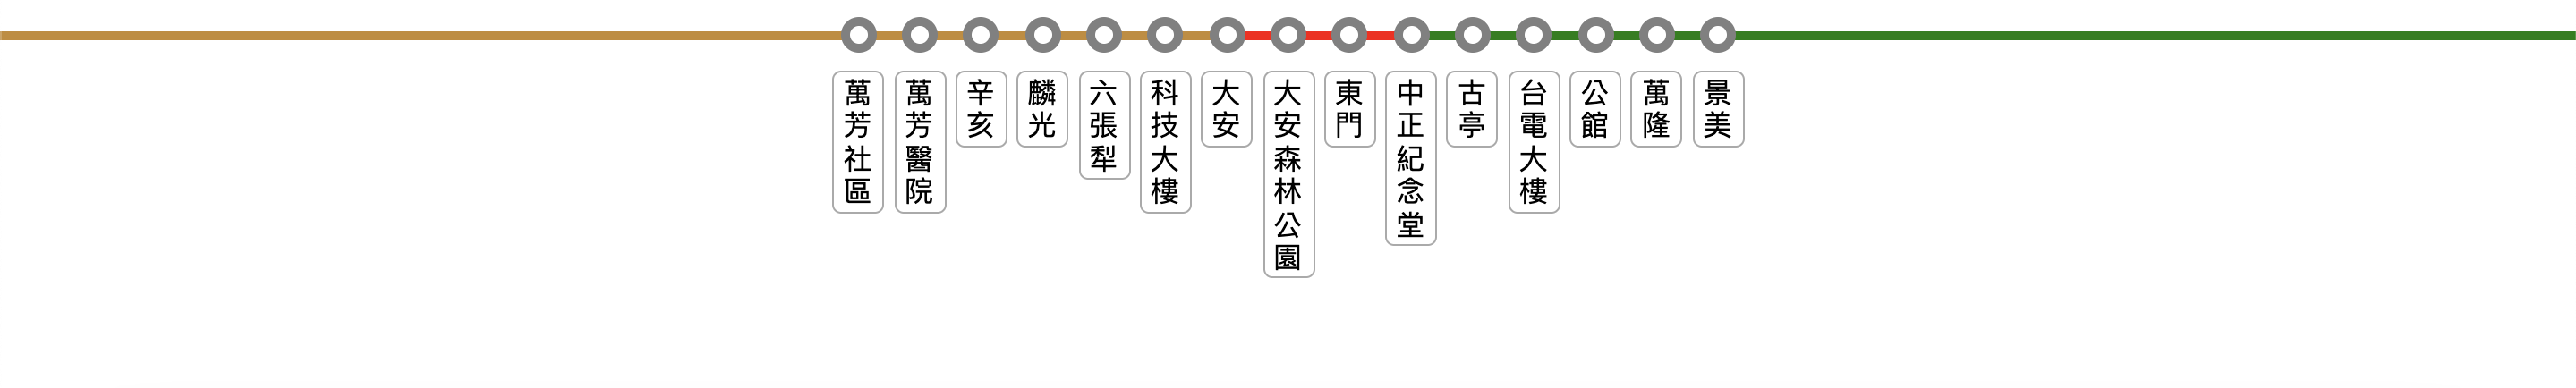 萬芳社區
萬芳醫院
辛亥
麟光
六張犁
科技大樓
大安
大安森林公園
東門
中正紀念堂
古亭
台電大樓
公館
萬隆
景美